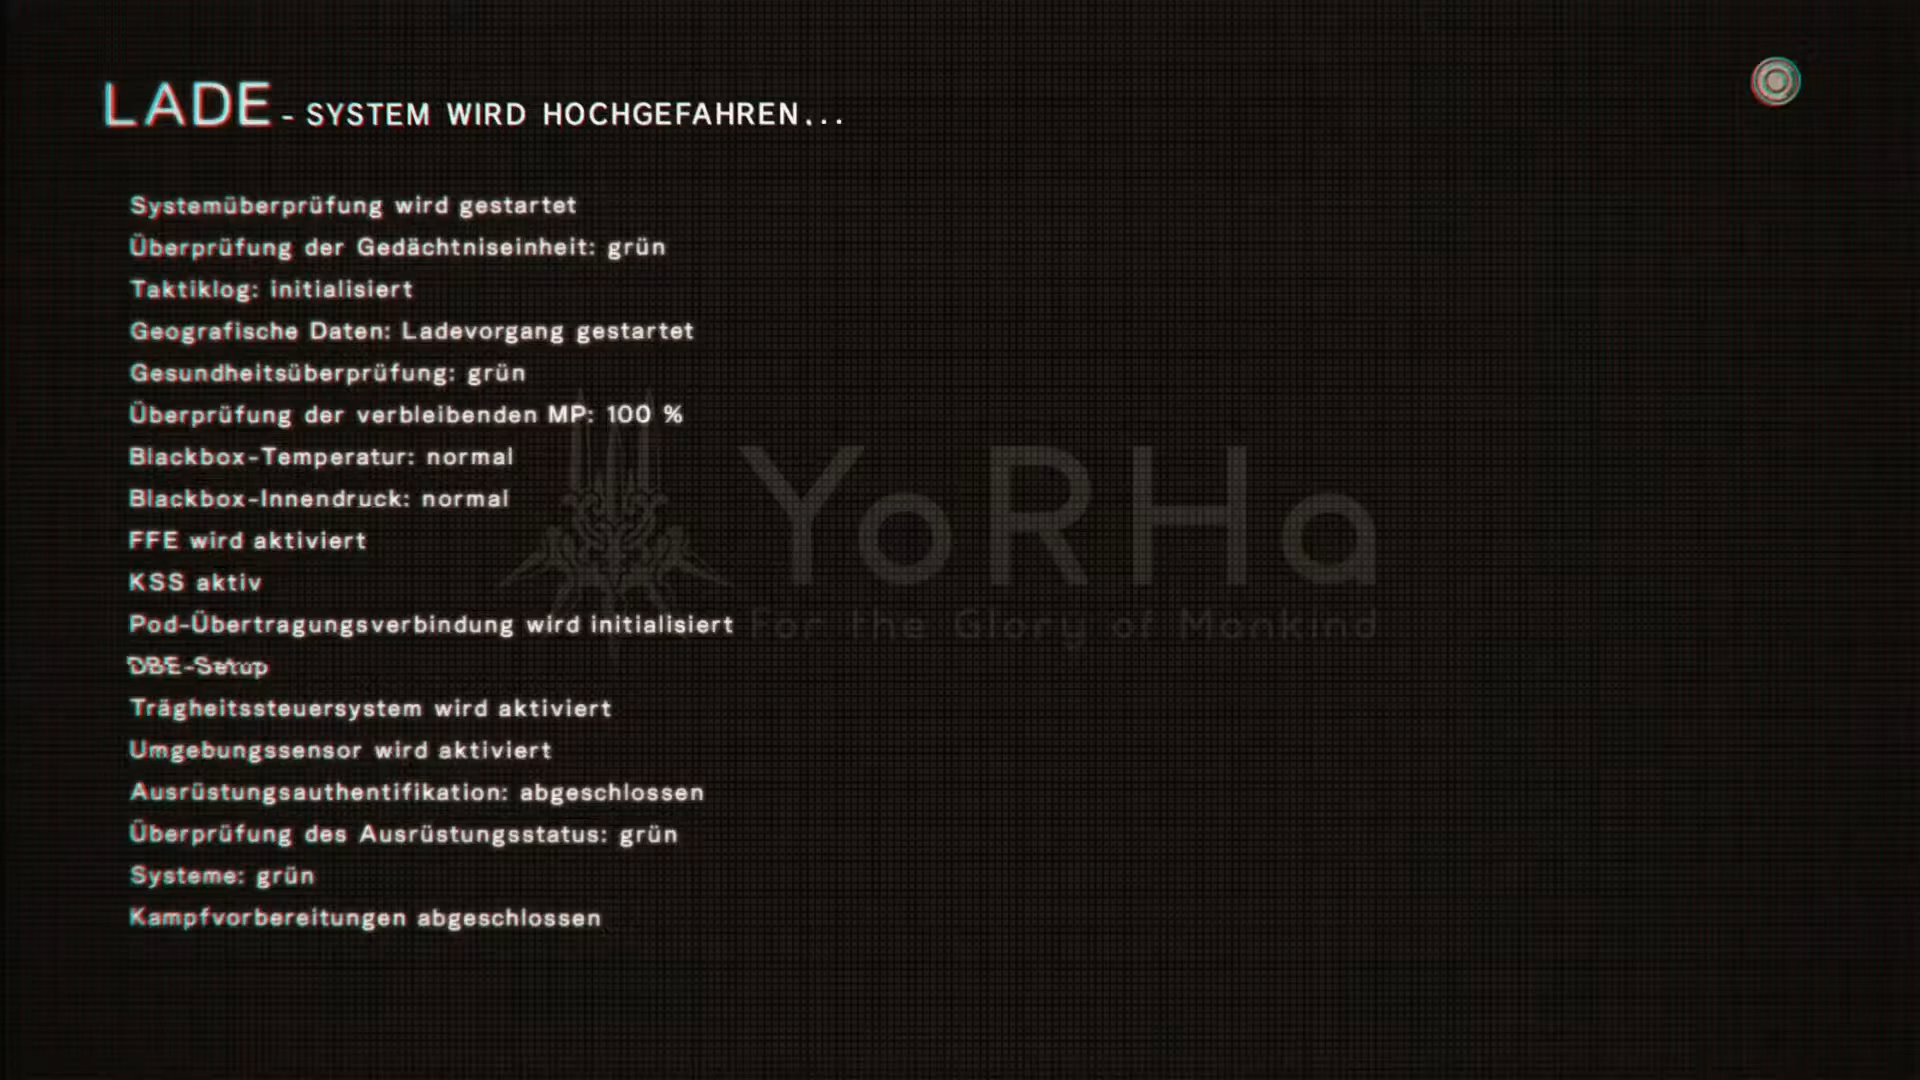 LADE - SYSTEM WIRD HOCHGEFAHREN...
Systemüberprüfung wird gestartet
Überprüfung der Gedächtniseinheit: grün
Taktiklog: initialisiert
Geografische Daten: Ladevorgang gestartet
Gesundheitsüberprüfung: grün
Überprüfung der verbleibenden MP: 100 %
Blackbox-Temperatur: normal
Blackbox-Innendruck: normal
FFE wird aktiviert
KSS aktiv
Pod-Übertragungsverbindung wird initialisiert
DBE-Setup
Trägheitssteuersystem wird aktiviert
Umgebungssensor wird aktiviert
Ausrüstungsauthentifikation: abgeschlossen
Überprüfung des Ausrüstungsstatus: grün
Systeme: grün
Kampfvorbereitungen abgeschlossen
YoRHa
For the Glory of Mankind